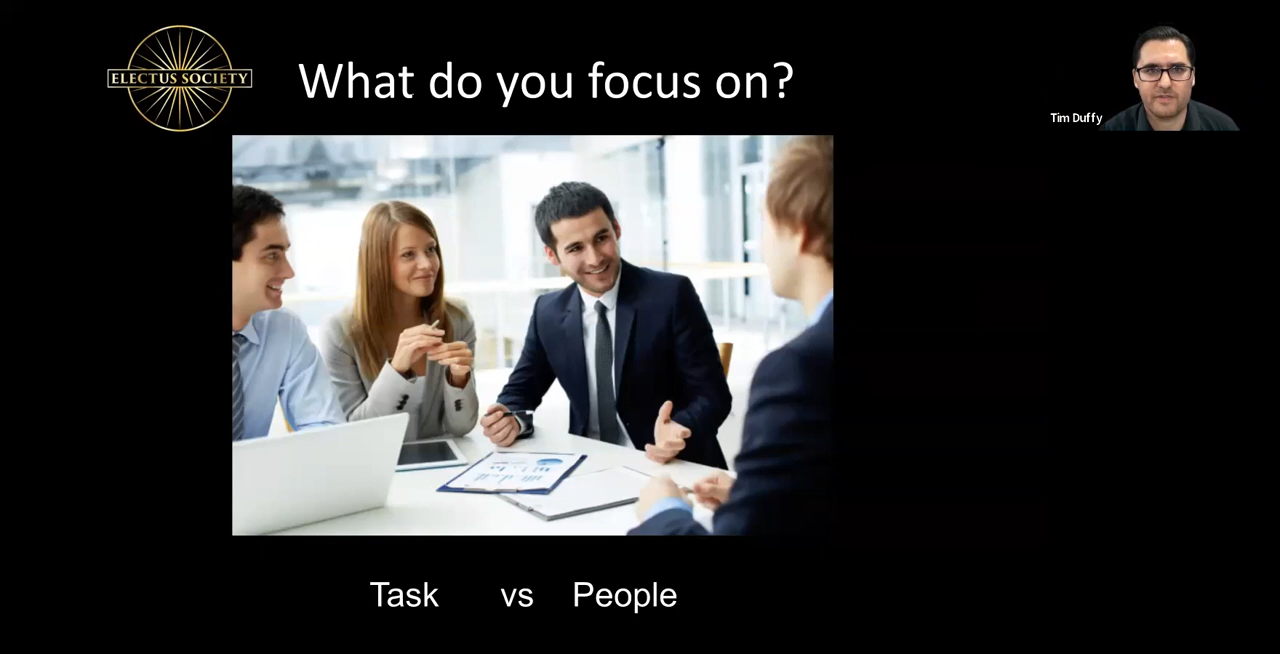 ELECTUS SOCIETY
What do you focus on?
Tim Duffy
Task vs People